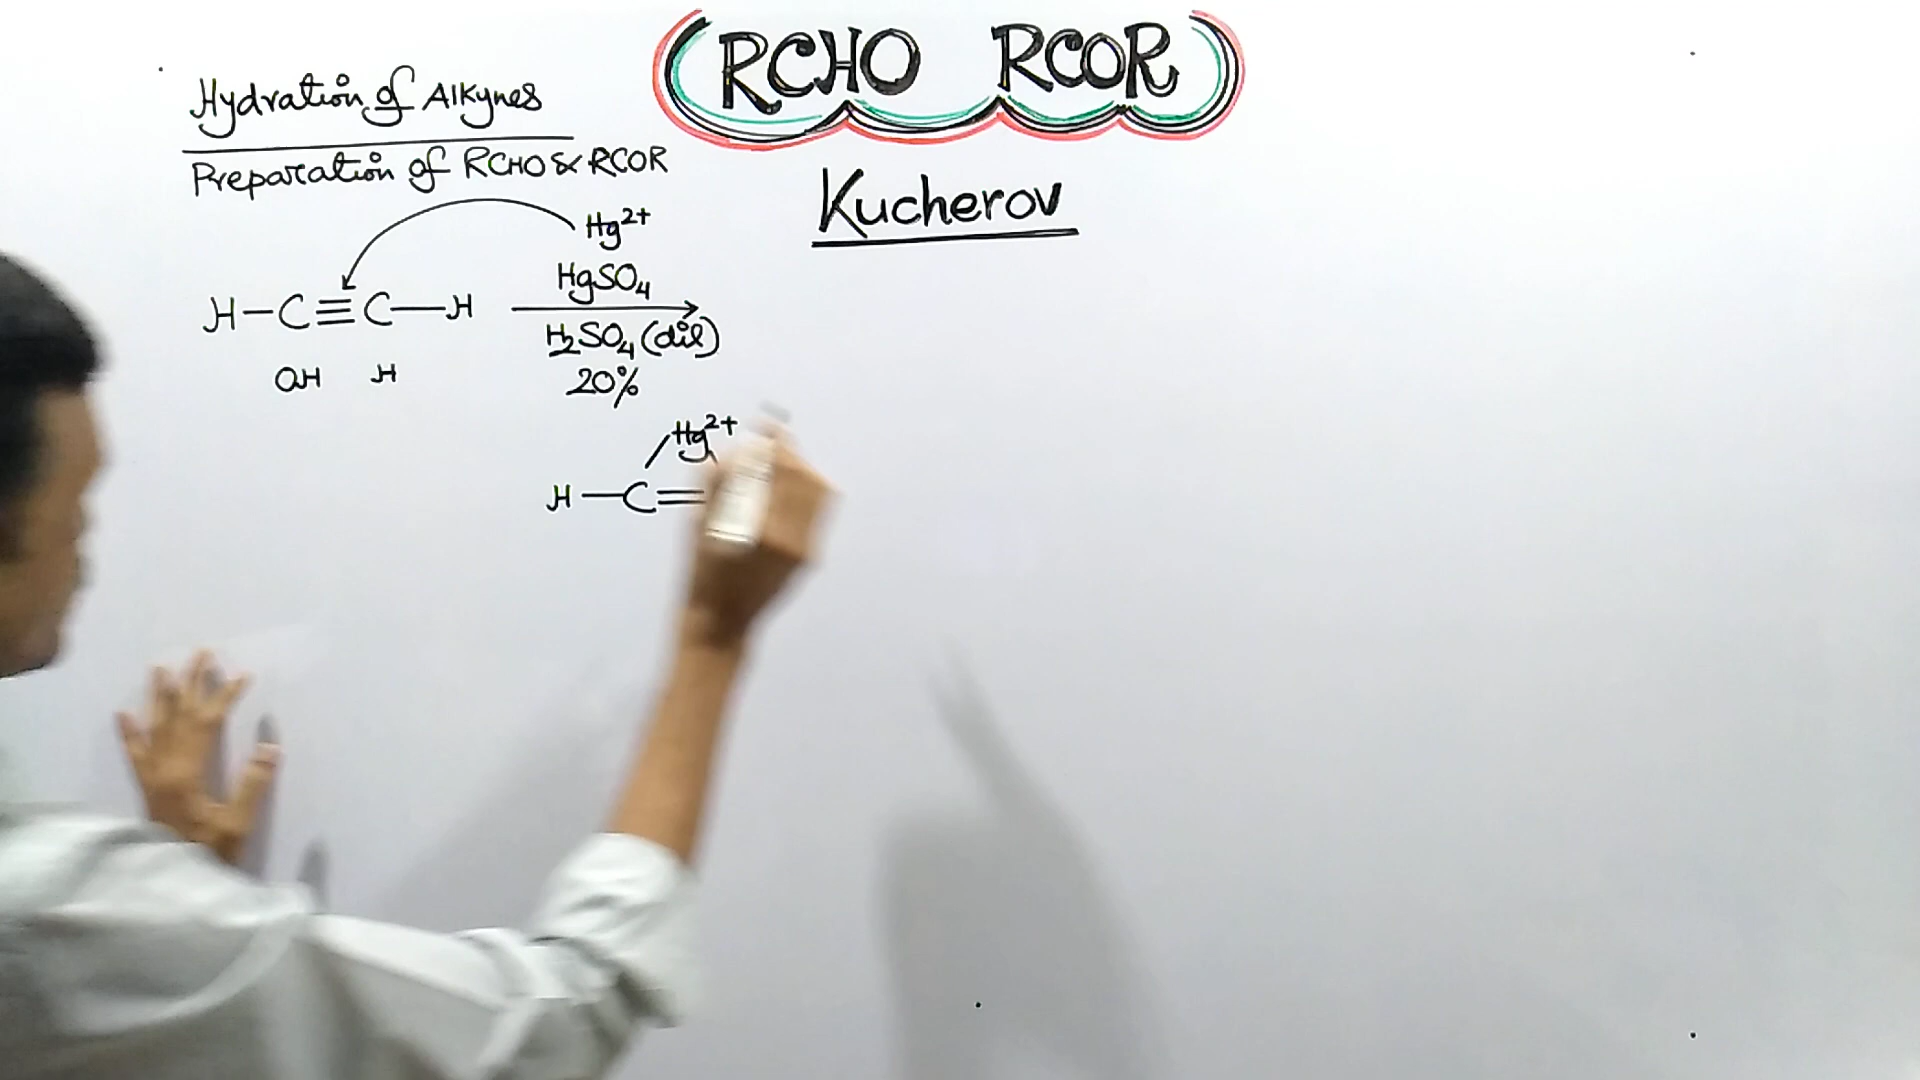 RCHO RCOR
Hydration of Alkynes
Preparation of RCHO & RCOR
Kucherov
Hg²⁺
HgSO₄
H-C≡C-H
H₂SO₄ (dil)
OH H
20%
Hg²⁺
H-C=